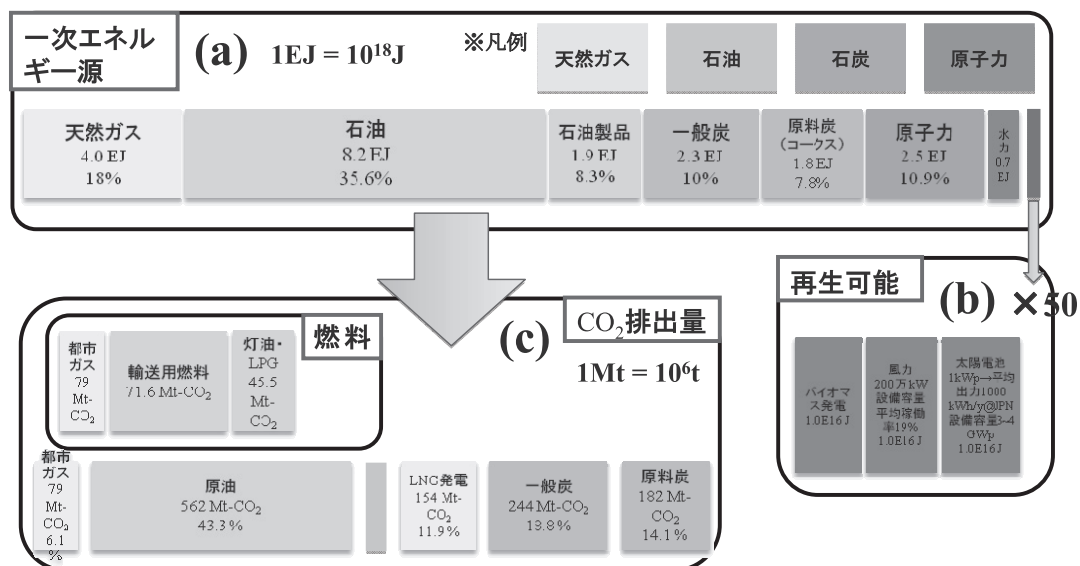 一次エネル
ギー源
(a) 1EJ = 10¹⁸J
※凡例
天然ガス
石油
石炭
原子力
天然ガス
4.0 EJ
18%
石油
8.2 EJ
35.6%
石油製品
1.9 EJ
8.3%
一般炭
2.3 EJ
10%
原料炭
(コークス)
1.8 EJ
7.8%
原子力
2.5 EJ
10.9%
水
力
0.7
EJ
再生可能
(b) ×50
バイオマ
ス発電
1.0E16 J
風力
200万kW
設備容量
平均稼働
率19%
1.0E16 J
太陽電池
1kWp→平均
出力1000
kWh/y@JPN
設備容量3~4
GWp
1.0E16 J
(c)
CO₂排出量
1Mt = 10⁶t
燃料
都市
ガス
79
Mt-
CO₂
輸送用燃料
71.6 Mt-CO₂
灯油・
LPG
45.5
Mt-
CO₂
都市
ガス
79
Mt-
CO₂
6.1
%
原油
562 Mt-CO₂
43.3%
LNG発電
154 Mt-
CO₂
11.9%
一般炭
244 Mt-CO₂
18.8%
原料炭
182 Mt-
CO₂
14.1%